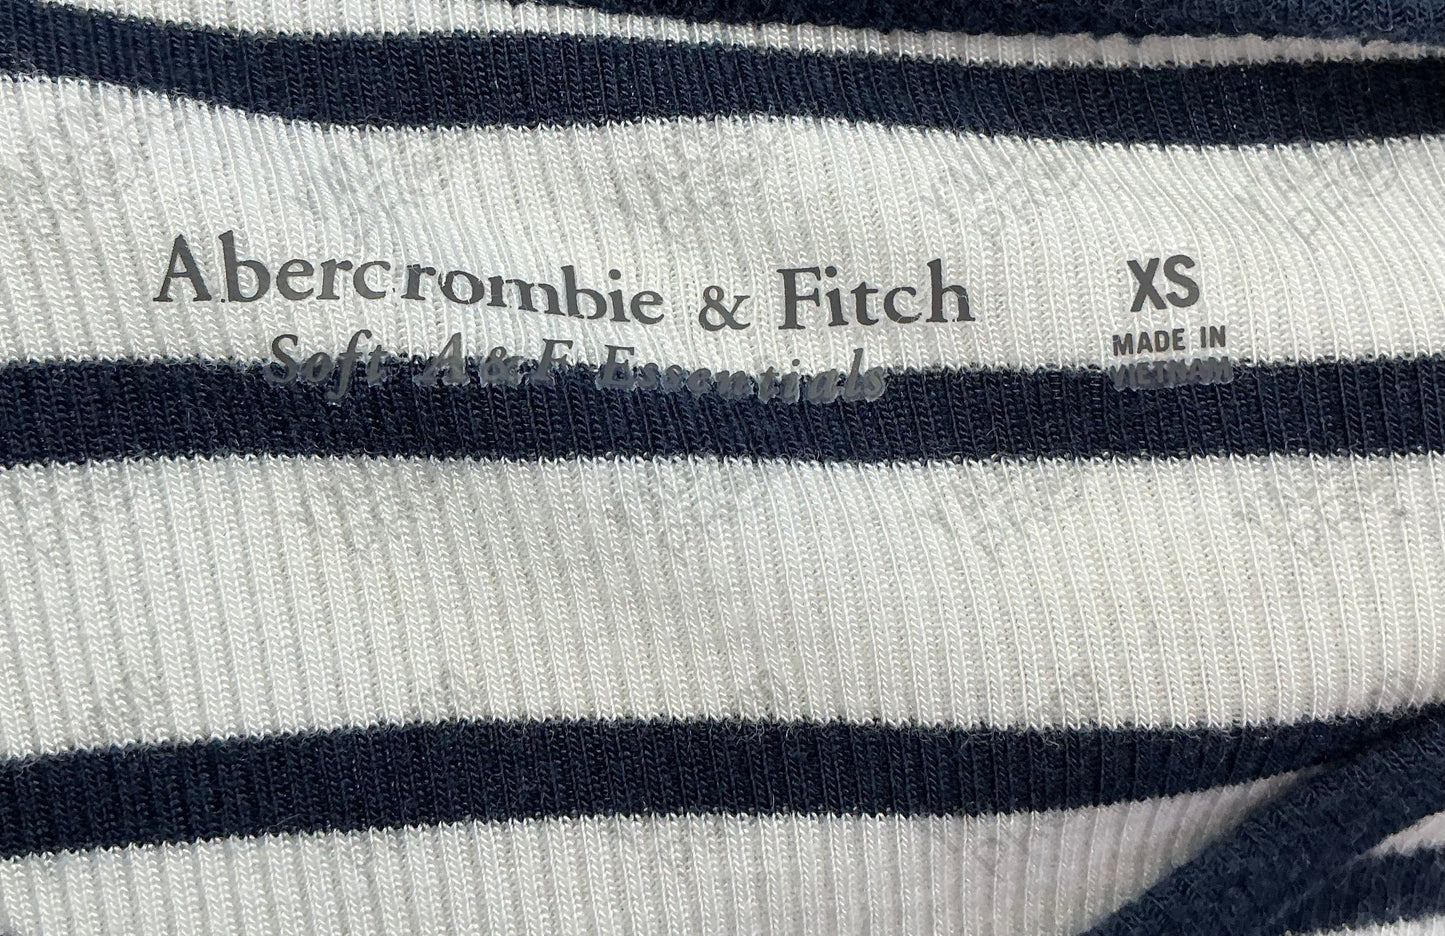 Abercrombie & Fitch
Soft A & F Essentials
XS
MADE IN
VIETNAM